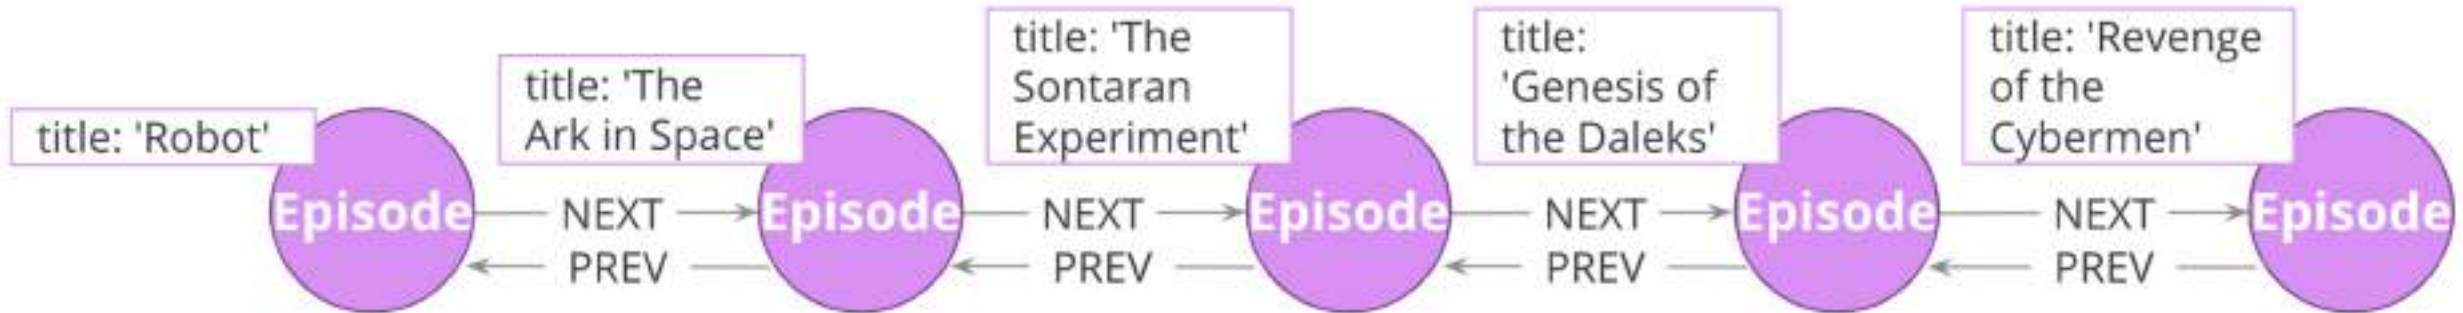 title: 'Robot'
title: 'The
Ark in Space'
title: 'The
Sontaran
Experiment'
title:
'Genesis of
the Daleks'
title: 'Revenge
of the
Cybermen'
Episode NEXT Episode NEXT Episode NEXT Episode NEXT Episode
PREV PREV PREV PREV